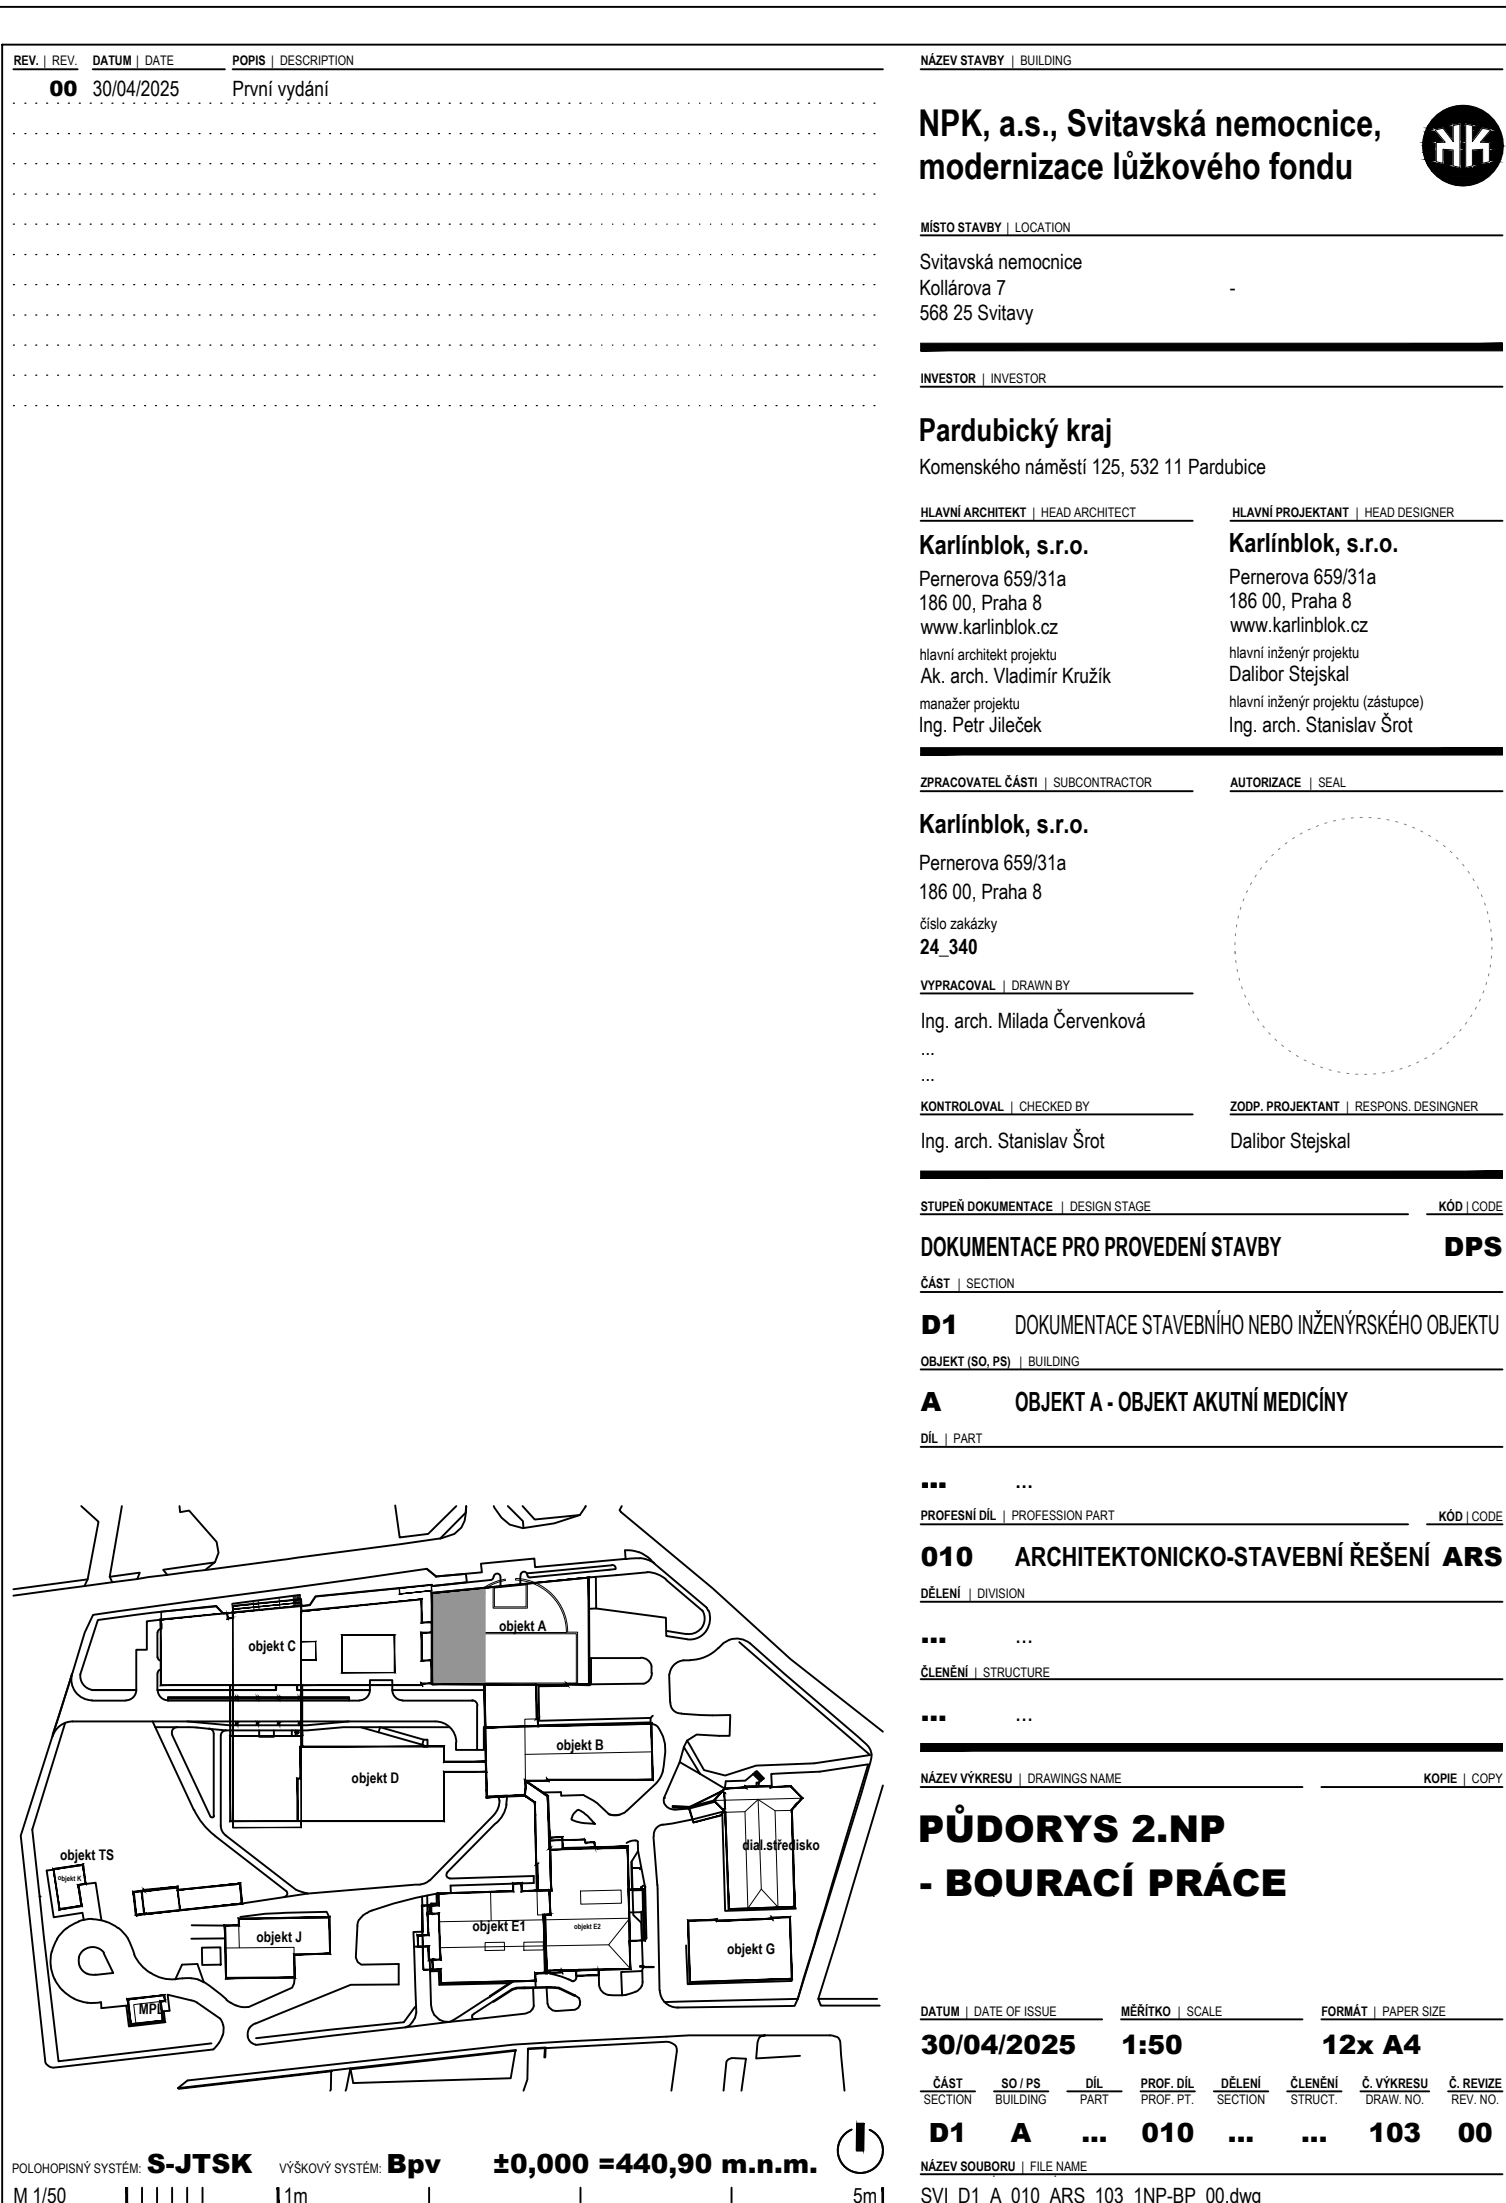 REV. | REV. DATUM | DATE POPIS | DESCRIPTION
00 30/04/2025 První vydání
NÁZEV STAVBY | BUILDING
NPK, a.s., Svitavská nemocnice,
modernizace lůžkového fondu
MÍSTO STAVBY | LOCATION
Svitavská nemocnice
Kollárova 7 -
568 25 Svitavy
INVESTOR | INVESTOR
Pardubický kraj
Komenského náměstí 125, 532 11 Pardubice
HLAVNÍ ARCHITEKT | HEAD ARCHITECT
Karlínblok, s.r.o.
Pernerova 659/31a
186 00, Praha 8
www.karlinblok.cz
hlavní architekt projektu
Ak. arch. Vladimír Kružík
manažer projektu
Ing. Petr Jileček
HLAVNÍ PROJEKTANT | HEAD DESIGNER
Karlínblok, s.r.o.
Pernerova 659/31a
186 00, Praha 8
www.karlinblok.cz
hlavní inženýr projektu
Dalibor Stejskal
hlavní inženýr projektu (zástupce)
Ing. arch. Stanislav Šrot
ZPRACOVATEL ČÁSTI | SUBCONTRACTOR
Karlínblok, s.r.o.
Pernerova 659/31a
186 00, Praha 8
číslo zakázky
24_340
AUTORIZACE | SEAL
VYPRACOVAL | DRAWN BY
Ing. arch. Milada Červenková
...
...
KONTROLOVAL | CHECKED BY
Ing. arch. Stanislav Šrot
ZODP. PROJEKTANT | RESPONS. DESINGNER
Dalibor Stejskal
STUPEŇ DOKUMENTACE | DESIGN STAGE KÓD | CODE
DOKUMENTACE PRO PROVEDENÍ STAVBY DPS
ČÁST | SECTION
D1 DOKUMENTACE STAVEBNÍHO NEBO INŽENÝRSKÉHO OBJEKTU
OBJEKT (SO, PS) | BUILDING
A OBJEKT A - OBJEKT AKUTNÍ MEDICÍNY
DÍL | PART
... ...
PROFESNÍ DÍL | PROFESSION PART KÓD | CODE
010 ARCHITEKTONICKO-STAVEBNÍ ŘEŠENÍ ARS
DĚLENÍ | DIVISION
... ...
ČLENĚNÍ | STRUCTURE
... ...
NÁZEV VÝKRESU | DRAWINGS NAME KOPIE | COPY
PŮDORYS 2.NP
- BOURACÍ PRÁCE
DATUM | DATE OF ISSUE MĚŘÍTKO | SCALE FORMÁT | PAPER SIZE
30/04/2025 1:50 12x A4
ČÁST SO / PS DÍL PROF. DÍL DĚLENÍ ČLENĚNÍ Č. VÝKRESU Č. REVIZE
SECTION BUILDING PART PROF. PT. SECTION STRUCT. DRAW. NO. REV. NO.
D1 A ... 010 ... ... 103 00
NÁZEV SOUBORU | FILE NAME
SVI_D1_A_010_ARS_103_1NP-BP_00.dwg
objekt A
objekt C
objekt B
objekt D
dial.středisko
objekt TS
objekt K
objekt E1
objekt E2
objekt J
objekt G
MPL
POLOHOPISNÝ SYSTÉM: S-JTSK VÝŠKOVÝ SYSTÉM: Bpv ±0,000 =440,90 m.n.m.
M 1/50 1m 5m